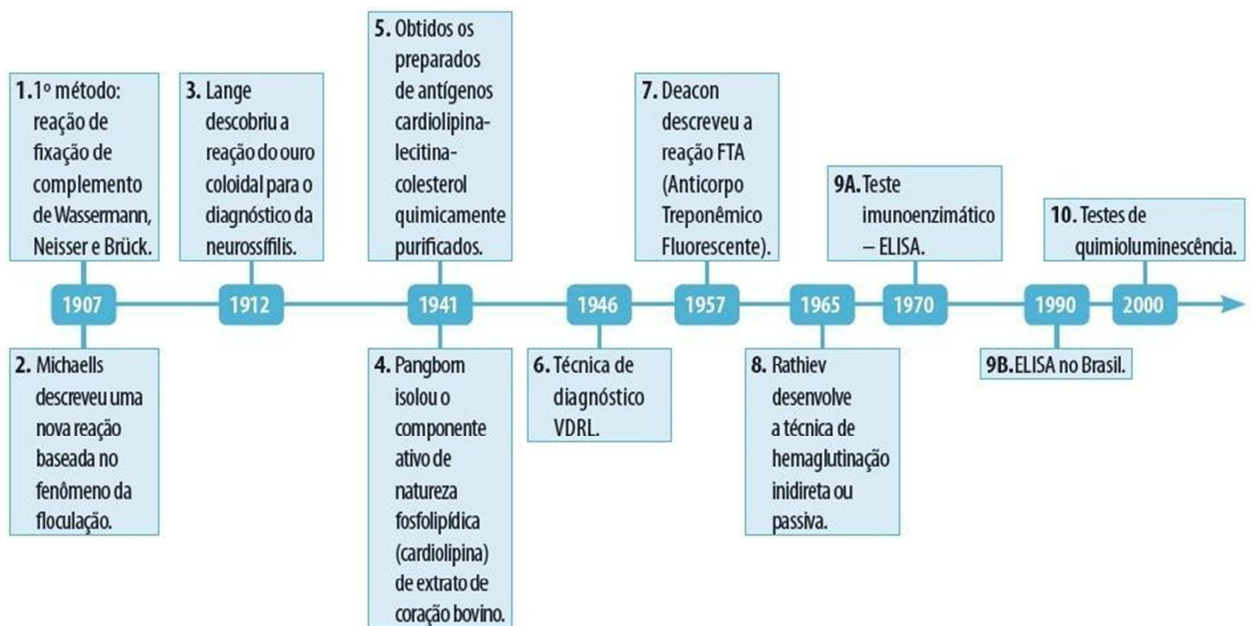 1.1º método:
reação de
fixação de
complemento
de Wassermann,
Neisser e Brück.
3. Lange
descobriu a
reação do ouro
coloidal para o
diagnóstico da
neurossífilis.
5. Obtidos os
preparados
de antígenos
cardiolipina-
lecitina-
colesterol
quimicamente
purificados.
7. Deacon
descreveu a
reação FTA
(Anticorpo
Treponêmico
Fluorescente).
9A. Teste
imunoenzimático
– ELISA.
10. Testes de
quimioluminescência.
1907
1912
1941
1946
1957
1965
1970
1990
2000
2. Michaells
descreveu uma
nova reação
baseada no
fenômeno da
floculação.
4. Pangborn
isolou o
componente
ativo de
natureza
fosfolipídica
(cardiolipina)
de extrato de
coração bovino.
6. Técnica de
diagnóstico
VDRL.
8. Rathiev
desenvolve
a técnica de
hemaglutinação
inidireta ou
passiva.
9B. ELISA no Brasil.